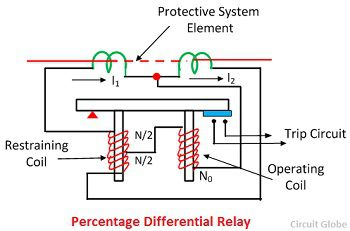 Protective System
Element
I1
I2
Restraining
Coil
N/2
N/2
N0
Trip Circuit
Operating
Coil
Percentage Differential Relay
Circuit Globe